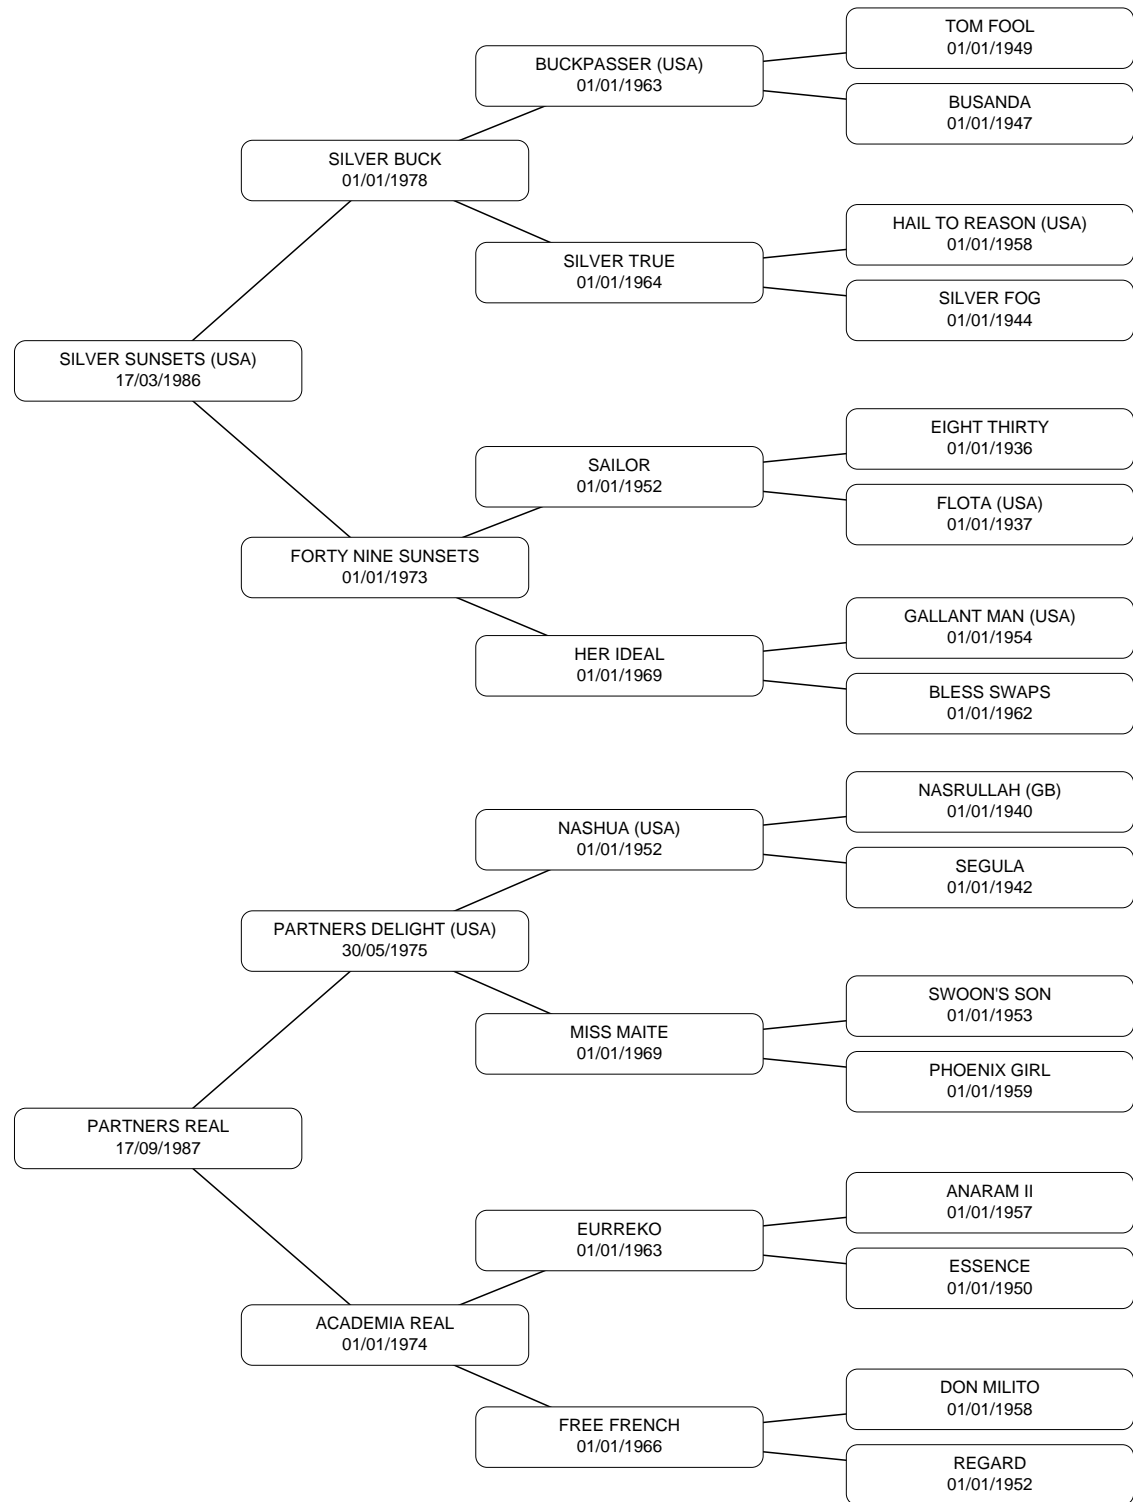 TOM FOOL
01/01/1949
BUCKPASSER (USA)
01/01/1963
BUSANDA
01/01/1947
SILVER BUCK
01/01/1978
HAIL TO REASON (USA)
01/01/1958
SILVER TRUE
01/01/1964
SILVER FOG
01/01/1944
SILVER SUNSETS (USA)
17/03/1986
EIGHT THIRTY
01/01/1936
SAILOR
01/01/1952
FLOTA (USA)
01/01/1937
FORTY NINE SUNSETS
01/01/1973
GALLANT MAN (USA)
01/01/1954
HER IDEAL
01/01/1969
BLESS SWAPS
01/01/1962
NASRULLAH (GB)
01/01/1940
NASHUA (USA)
01/01/1952
SEGULA
01/01/1942
PARTNERS DELIGHT (USA)
30/05/1975
SWOON'S SON
01/01/1953
MISS MAITE
01/01/1969
PHOENIX GIRL
01/01/1959
PARTNERS REAL
17/09/1987
ANARAM II
01/01/1957
EURREKO
01/01/1963
ESSENCE
01/01/1950
ACADEMIA REAL
01/01/1974
DON MILITO
01/01/1958
FREE FRENCH
01/01/1966
REGARD
01/01/1952